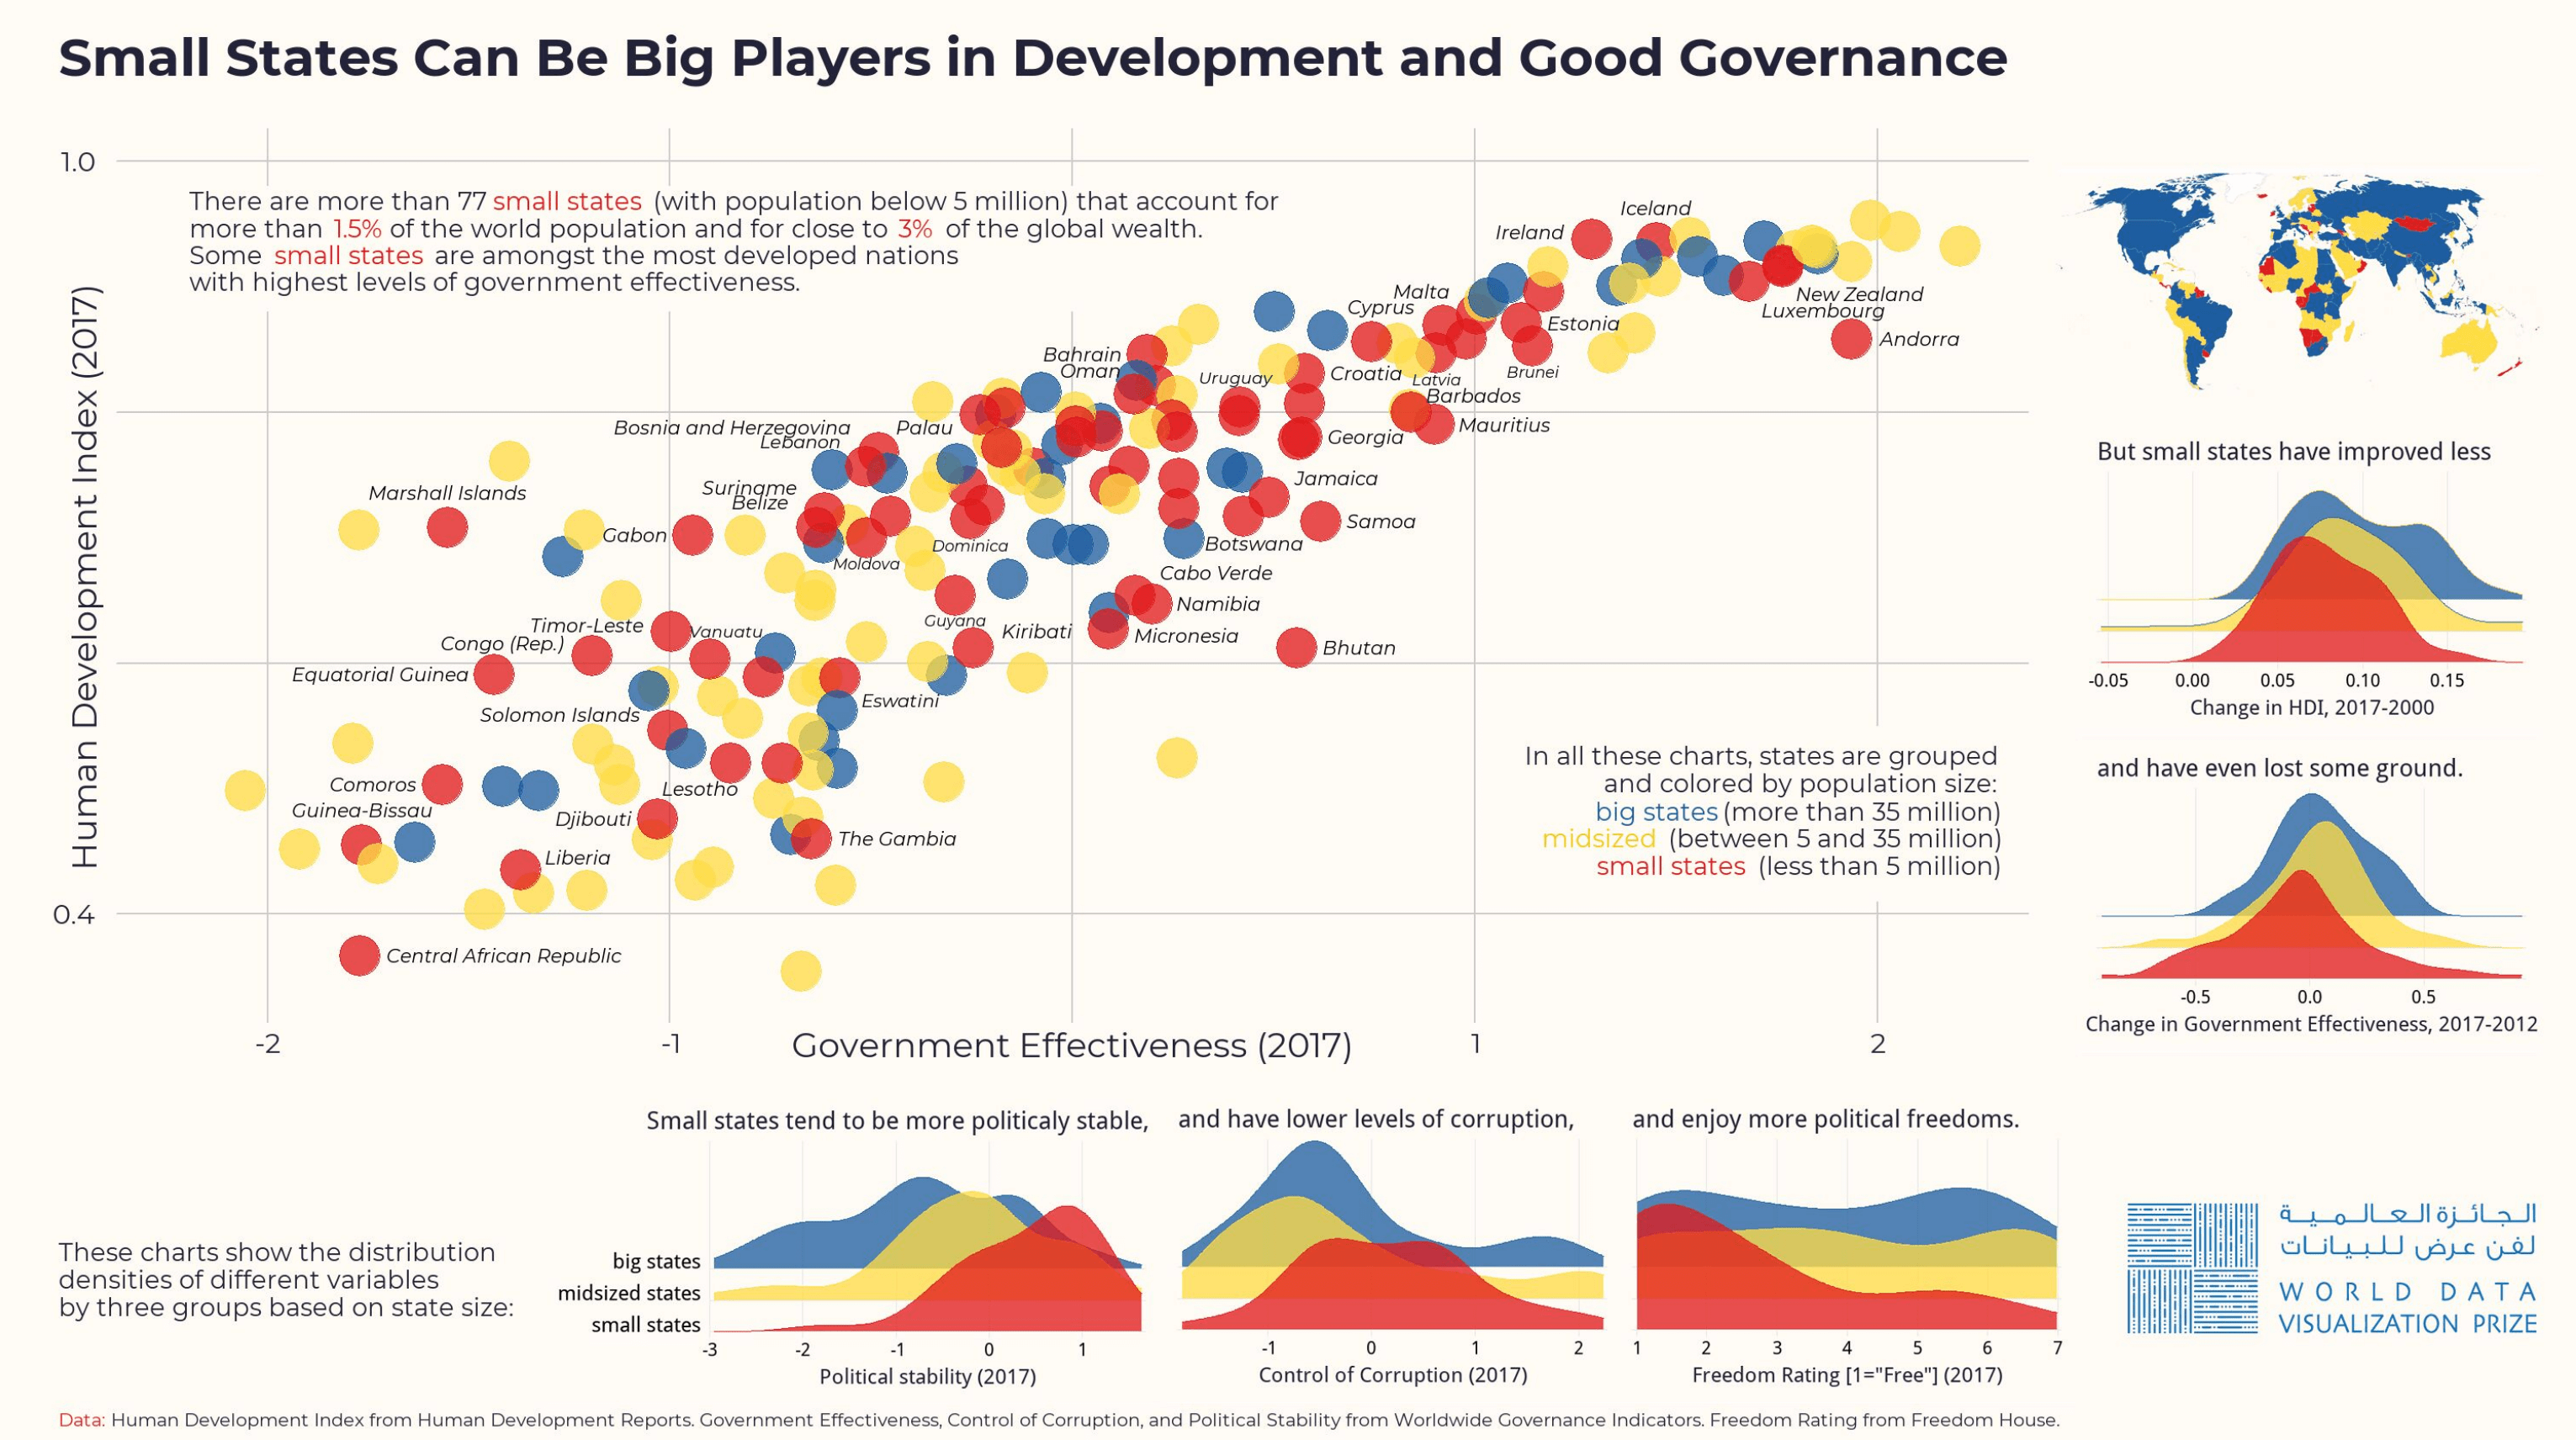 Small States Can Be Big Players in Development and Good Governance
1.0
There are more than 77 small states (with population below 5 million) that account for
more than 1.5% of the world population and for close to 3% of the global wealth.
Some small states are amongst the most developed nations
with highest levels of government effectiveness.
Human Development Index (2017)
Iceland
Ireland
New Zealand
Luxembourg
Andorra
Malta
Cyprus
Estonia
Bahrain
Oman
Uruguay
Croatia
Latvia
Brunei
Barbados
Mauritius
Bosnia and Herzegovina
Lebanon
Palau
Georgia
Marshall Islands
Suriname
Belize
Jamaica
Samoa
Gabon
Dominica
Botswana
Moldova
Cabo Verde
Namibia
Guyana
Timor-Leste
Vanuatu
Kiribati
Micronesia
Congo (Rep.)
Bhutan
Equatorial Guinea
Eswatini
Solomon Islands
Comoros
Lesotho
Guinea-Bissau
Djibouti
The Gambia
Liberia
0.4
Central African Republic
In all these charts, states are grouped
and colored by population size:
big states (more than 35 million)
midsized (between 5 and 35 million)
small states (less than 5 million)
-2
-1
Government Effectiveness (2017)
1
2
But small states have improved less
-0.05 0.00 0.05 0.10 0.15
Change in HDI, 2017-2000
and have even lost some ground.
-0.5 0.0 0.5
Change in Government Effectiveness, 2017-2012
These charts show the distribution
densities of different variables
by three groups based on state size:
Small states tend to be more politicaly stable,
big states
midsized states
small states
-3 -2 -1 0 1
Political stability (2017)
and have lower levels of corruption,
-1 0 1 2
Control of Corruption (2017)
and enjoy more political freedoms.
1 2 3 4 5 6 7
Freedom Rating [1="Free"] (2017)
الجائزة العالمية
لفن عرض للبيانات
WORLD DATA
VISUALIZATION PRIZE
Data: Human Development Index from Human Development Reports. Government Effectiveness, Control of Corruption, and Political Stability from Worldwide Governance Indicators. Freedom Rating from Freedom House.